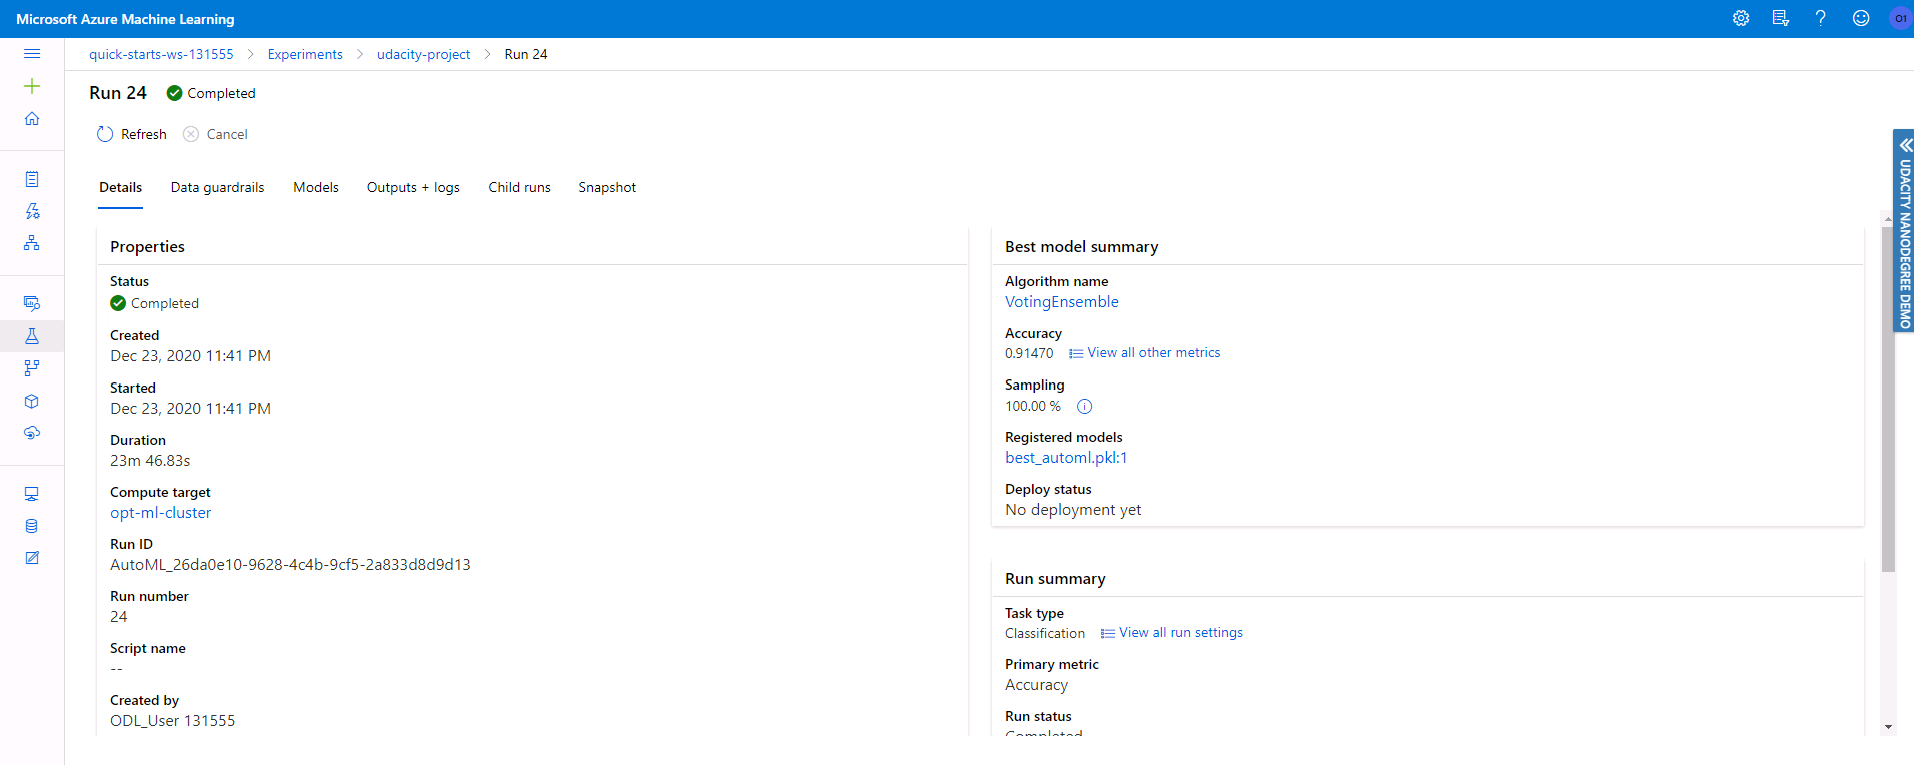 Microsoft Azure Machine Learning
O1
quick-starts-ws-131555 > Experiments > udacity-project > Run 24
Run 24 Completed
Refresh Cancel
Details Data guardrails Models Outputs + logs Child runs Snapshot
Properties
Status
Completed
Created
Dec 23, 2020 11:41 PM
Started
Dec 23, 2020 11:41 PM
Duration
23m 46.83s
Compute target
opt-ml-cluster
Run ID
AutoML_26da0e10-9628-4c4b-9cf5-2a833d8d9d13
Run number
24
Script name
--
Created by
ODL_User 131555
Best model summary
Algorithm name
VotingEnsemble
Accuracy
0.91470 View all other metrics
Sampling
100.00 %
Registered models
best_automl.pkl:1
Deploy status
No deployment yet
Run summary
Task type
Classification View all run settings
Primary metric
Accuracy
Run status
Completed
UDACITY NANODEGREE DEMO